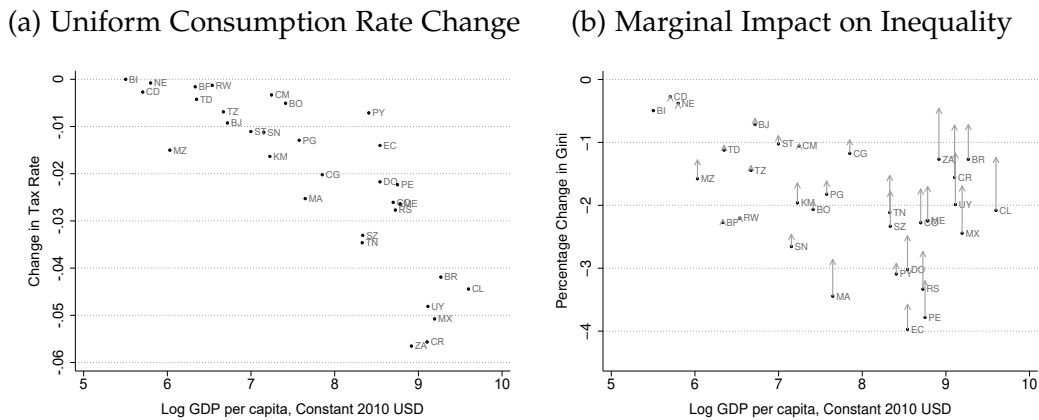 (a) Uniform Consumption Rate Change
(b) Marginal Impact on Inequality
Change in Tax Rate
0
-.01
-.02
-.03
-.04
-.05
-.06
BI
NE
CD
BF
RW
TD
CM
BO
TZ
BJ
PY
ST
SN
PG
EC
MZ
KM
CG
DO
PE
MA
ME
RS
SZ
TN
BR
CL
UY
MX
CR
ZA
5
6
7
8
9
10
Log GDP per capita, Constant 2010 USD
Percentage Change in Gini
0
-1
-2
-3
-4
CD
NE
BI
BJ
ST
CM
TD
CG
TZ
MZ
ZA
BR
CR
PG
KM
BO
UY
CL
TN
RW
BF
SZ
CO
ME
MX
SN
DO
PY
RS
MA
PE
EC
5
6
7
8
9
10
Log GDP per capita, Constant 2010 USD